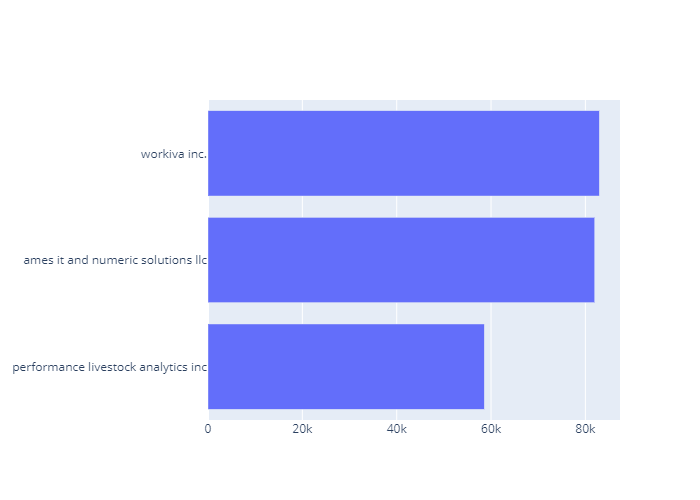 workiva inc.
ames it and numeric solutions llc
performance livestock analytics inc
0 20k 40k 60k 80k